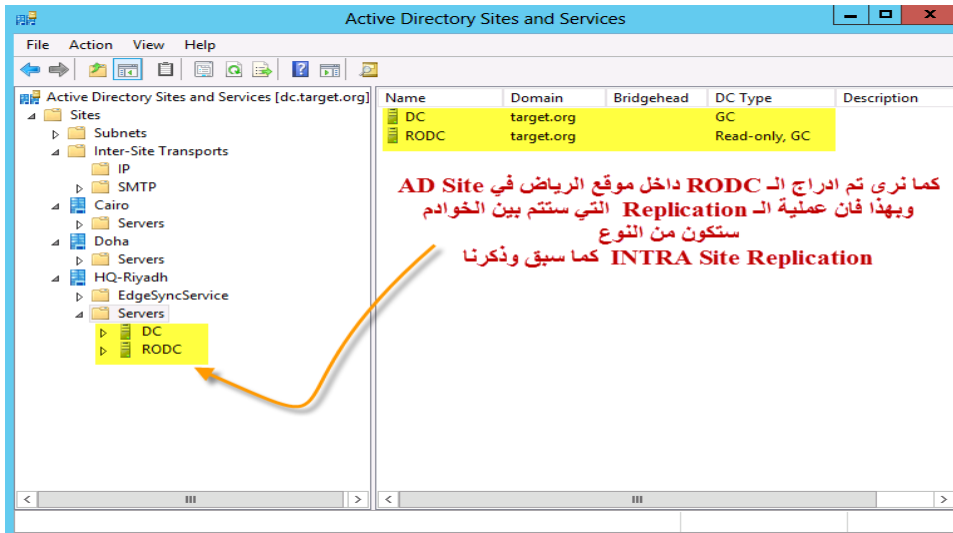 Active Directory Sites and Services
File Action View Help
Active Directory Sites and Services [dc.target.org]
Sites
Subnets
Inter-Site Transports
IP
SMTP
Cairo
Servers
Doha
Servers
HQ-Riyadh
EdgeSyncService
Servers
DC
RODC
Name Domain Bridgehead DC Type Description
DC target.org GC
RODC target.org Read-only, GC
كما نرى تم ادراج الـ RODC داخل موقع الرياض في AD Site
وبهذا فان عملية الـ Replication التي ستتم بين الخوادم
ستكون من النوع
INTRA Site Replication كما سبق وذكرنا